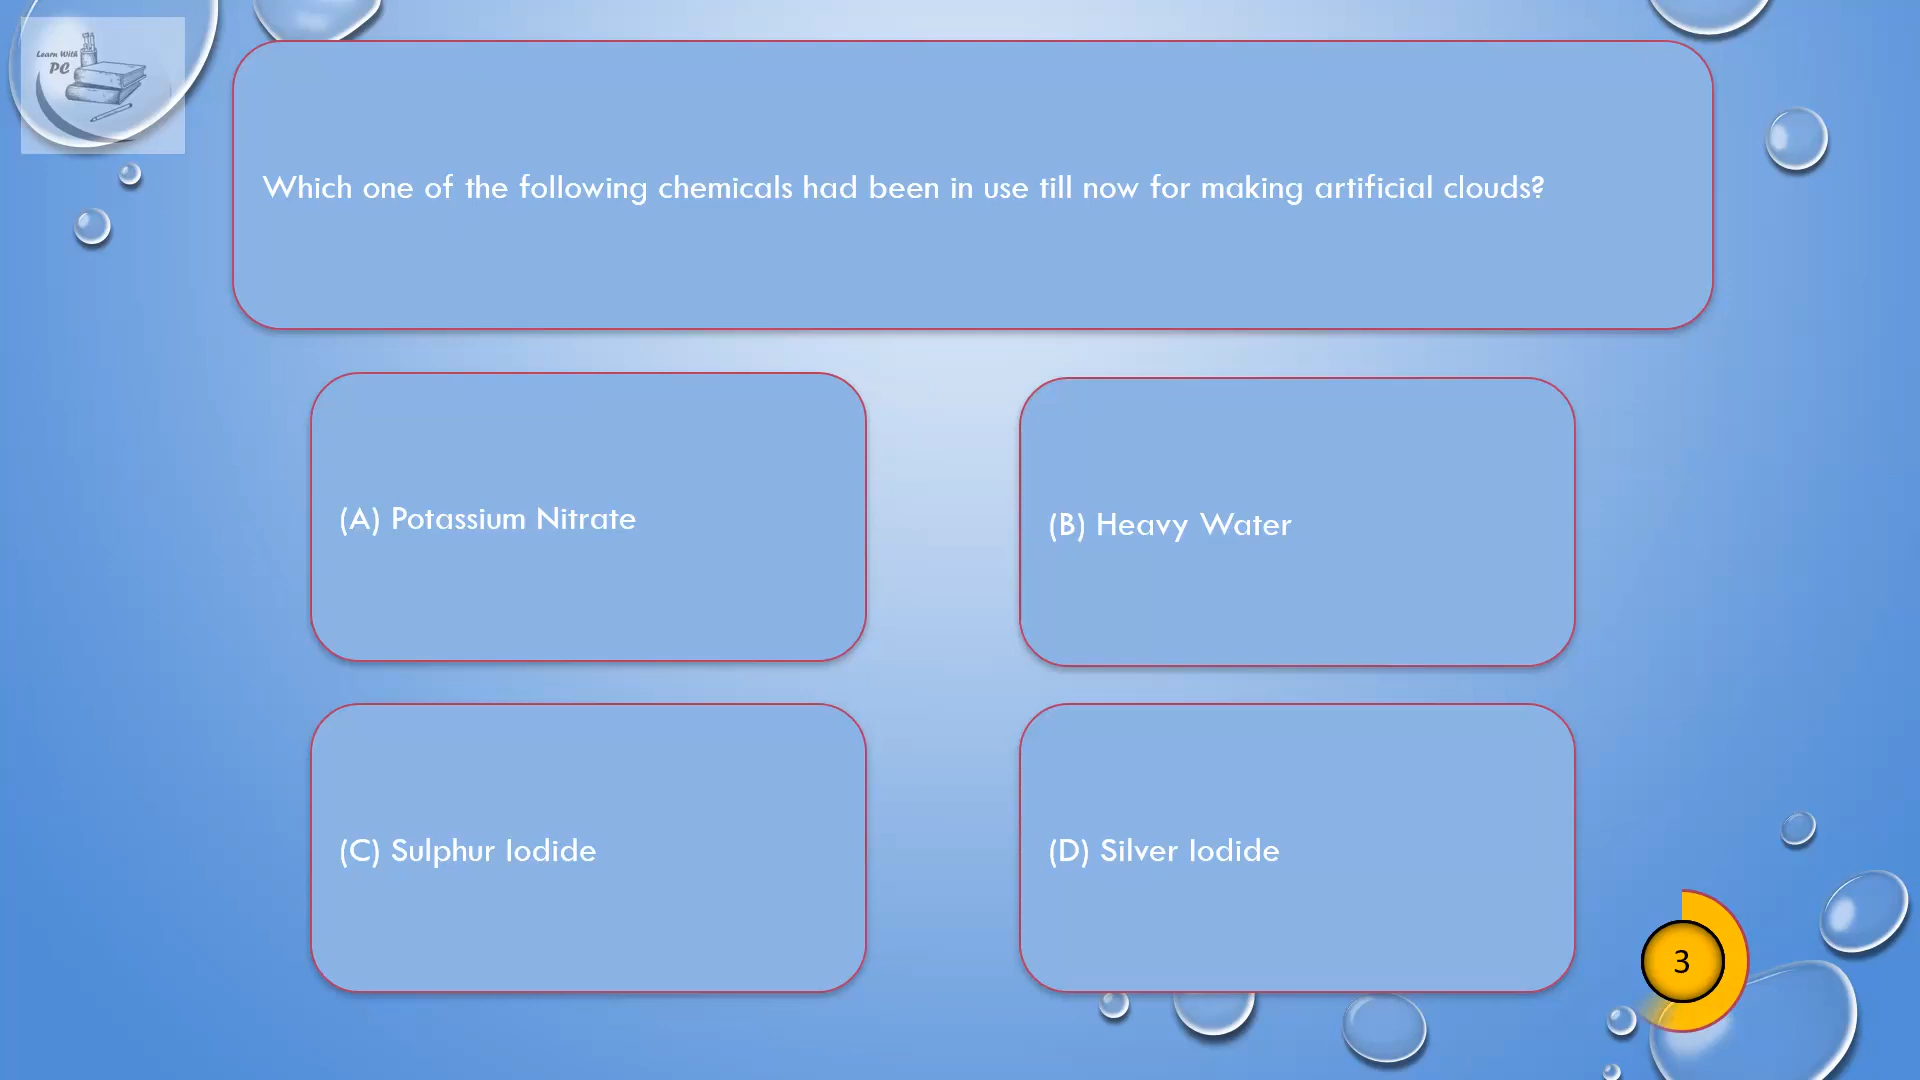 Learn With
PC
Which one of the following chemicals had been in use till now for making artificial clouds?
(A) Potassium Nitrate
(B) Heavy Water
(C) Sulphur Iodide
(D) Silver Iodide
3